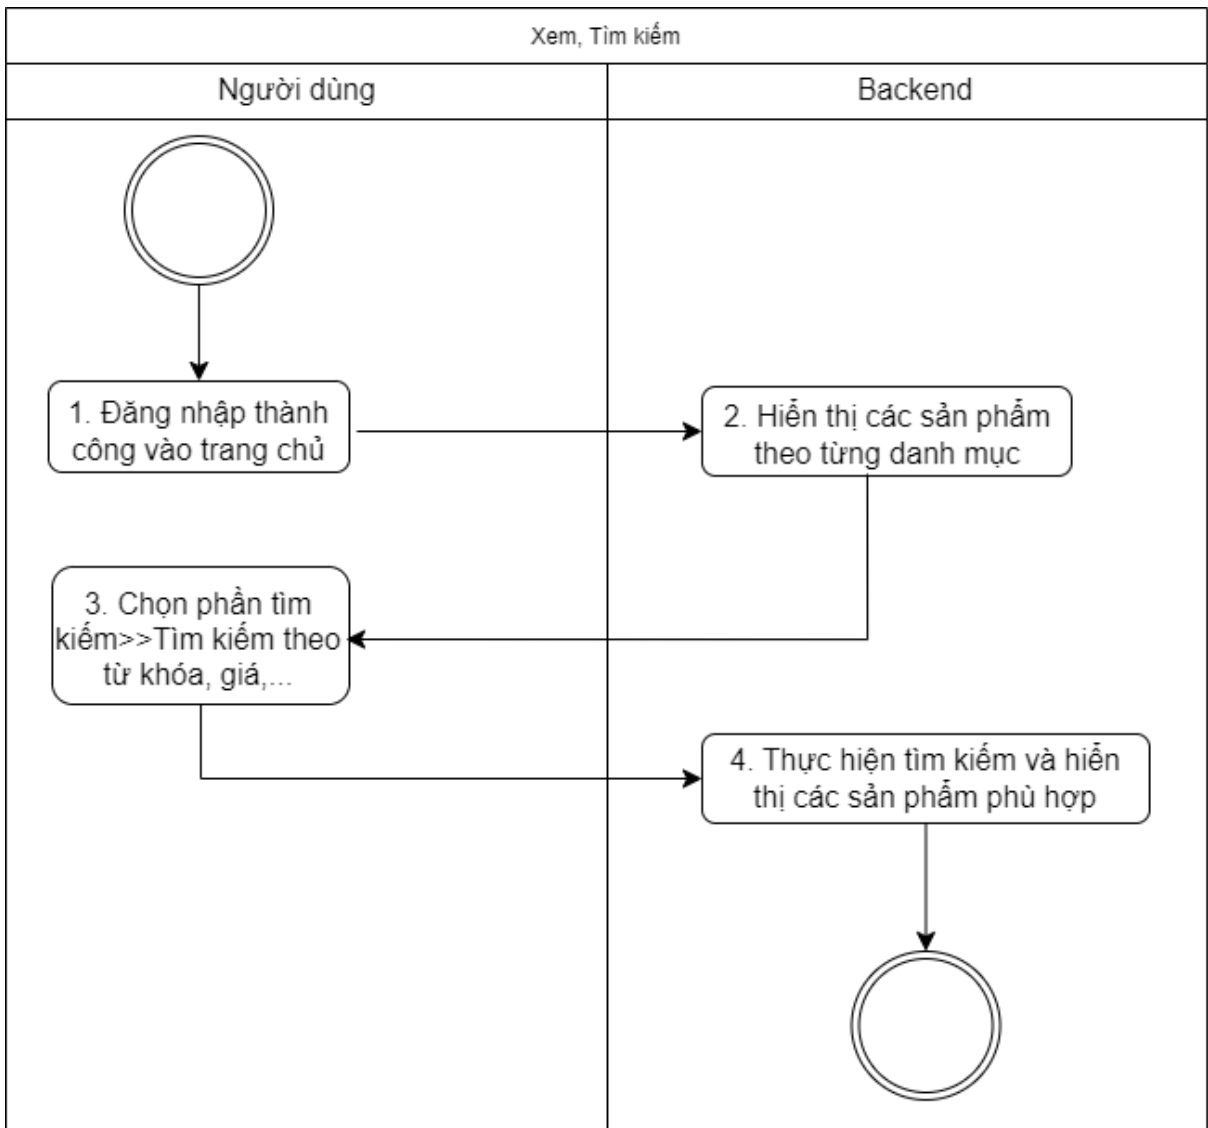 Xem, Tìm kiếm
Người dùng
Backend
1. Đăng nhập thành
công vào trang chủ
2. Hiển thị các sản phẩm
theo từng danh mục
3. Chọn phần tìm
kiếm>>Tìm kiếm theo
từ khóa, giá,...
4. Thực hiện tìm kiếm và hiển
thị các sản phẩm phù hợp